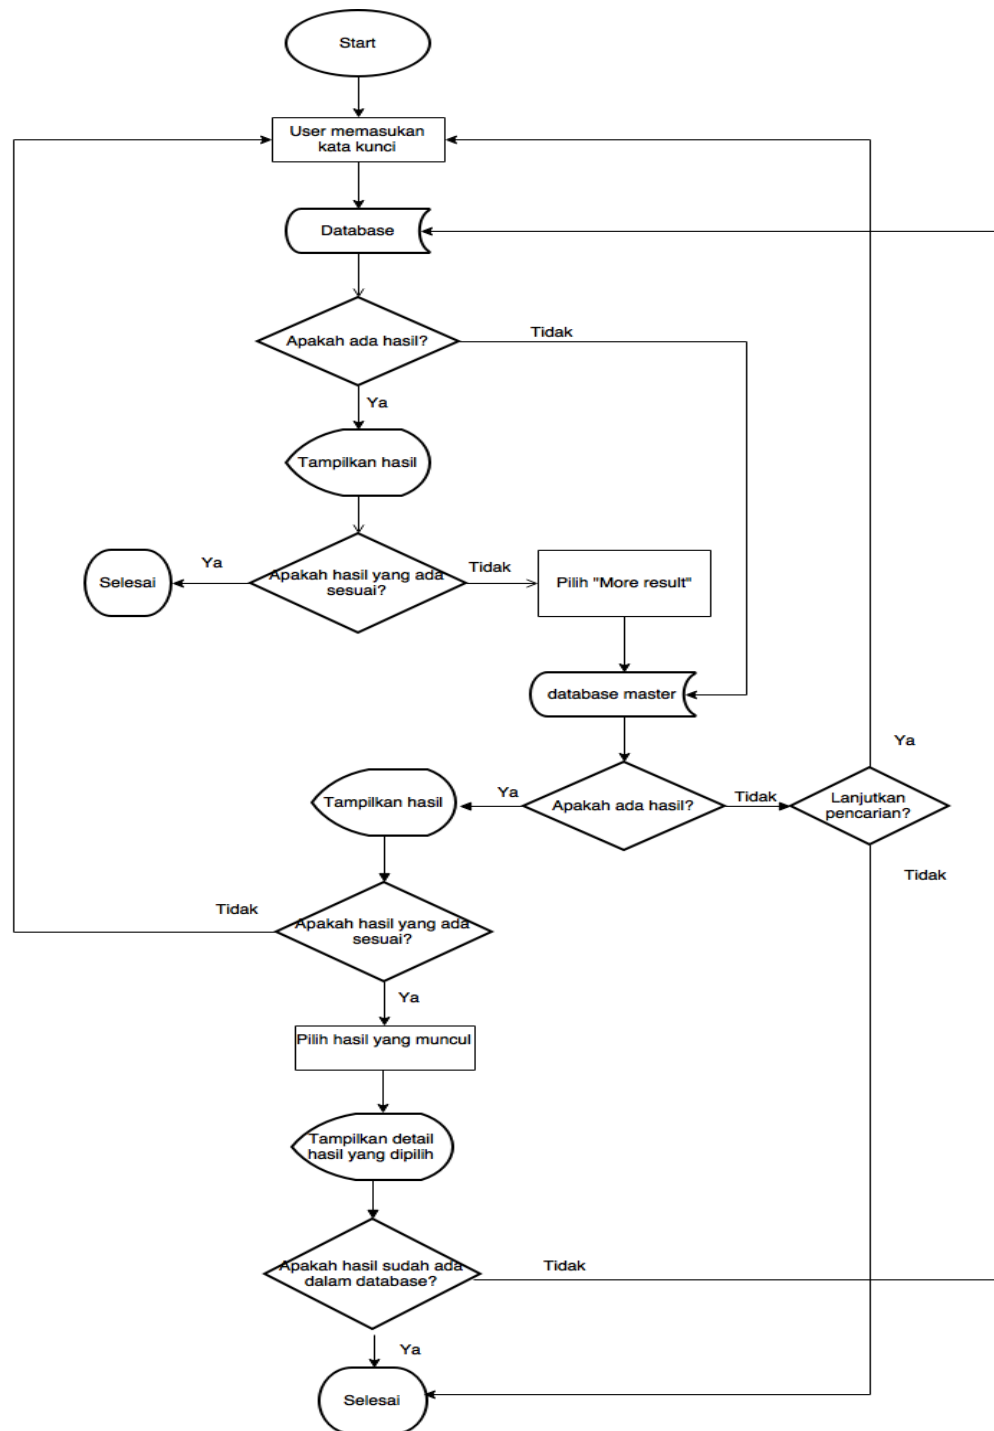 Start
User memasukan
kata kunci
Database
Apakah ada hasil?
Tidak
Ya
Tampilkan hasil
Apakah hasil yang ada
sesuai?
Ya
Selesai
Tidak
Pilih "More result"
database master
Apakah ada hasil?
Ya
Tampilkan hasil
Tidak
Lanjutkan
pencarian?
Ya
Tidak
Apakah hasil yang ada
sesuai?
Tidak
Ya
Pilih hasil yang muncul
Tampilkan detail
hasil yang dipilih
Apakah hasil sudah ada
dalam database?
Tidak
Ya
Selesai